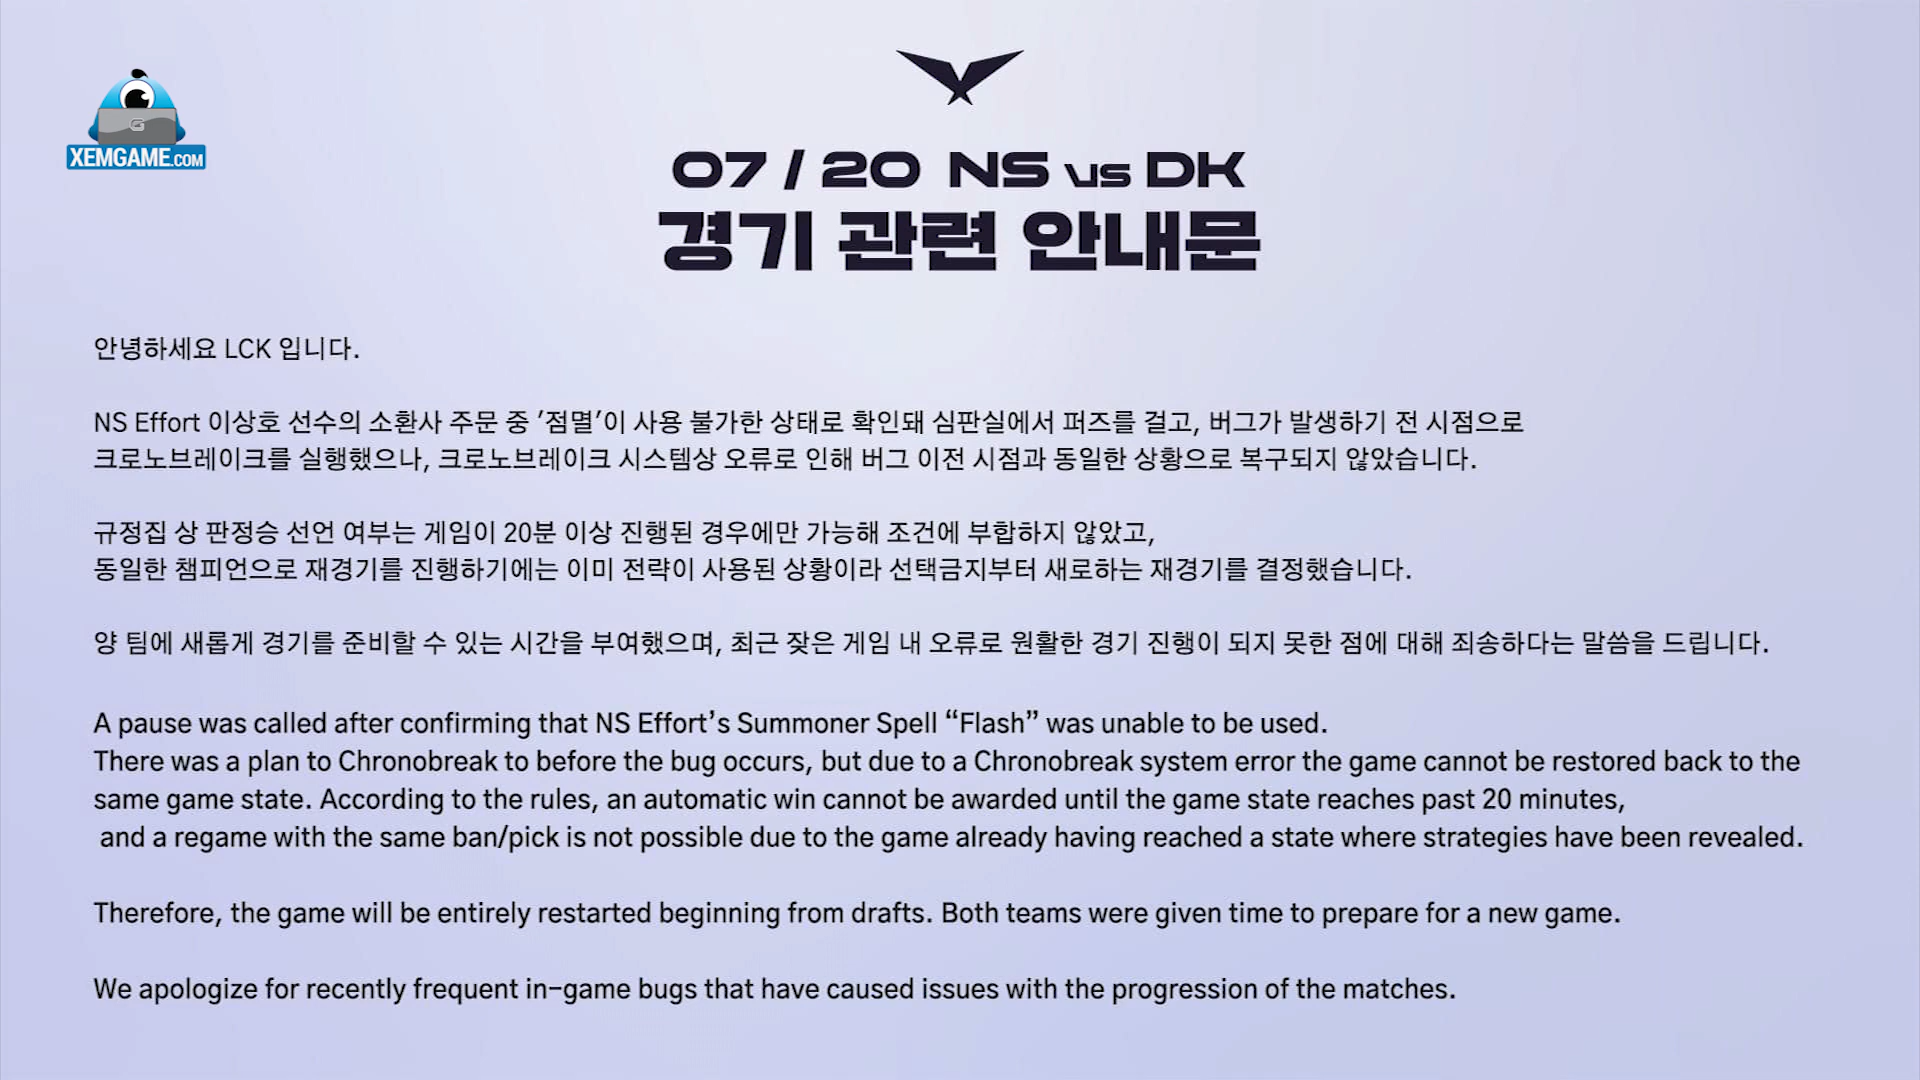 XEMGAME.COM
07 / 20 NS vs DK
경기 관련 안내문
안녕하세요 LCK 입니다.
NS Effort 이상호 선수의 소환사 주문 중 '점멸'이 사용 불가한 상태로 확인돼 심판실에서 퍼즈를 걸고, 버그가 발생하기 전 시점으로
크로노브레이크를 실행했으나, 크로노브레이크 시스템상 오류로 인해 버그 이전 시점과 동일한 상황으로 복구되지 않았습니다.
규정집 상 판정승 선언 여부는 게임이 20분 이상 진행된 경우에만 가능해 조건에 부합하지 않았고,
동일한 챔피언으로 재경기를 진행하기에는 이미 전략이 사용된 상황이라 선택금지부터 새로하는 재경기를 결정했습니다.
양 팀에 새롭게 경기를 준비할 수 있는 시간을 부여했으며, 최근 잦은 게임 내 오류로 원활한 경기 진행이 되지 못한 점에 대해 죄송하다는 말씀을 드립니다.
A pause was called after confirming that NS Effort's Summoner Spell “Flash” was unable to be used.
There was a plan to Chronobreak to before the bug occurs, but due to a Chronobreak system error the game cannot be restored back to the
same game state. According to the rules, an automatic win cannot be awarded until the game state reaches past 20 minutes,
and a regame with the same ban/pick is not possible due to the game already having reached a state where strategies have been revealed.
Therefore, the game will be entirely restarted beginning from drafts. Both teams were given time to prepare for a new game.
We apologize for recently frequent in-game bugs that have caused issues with the progression of the matches.